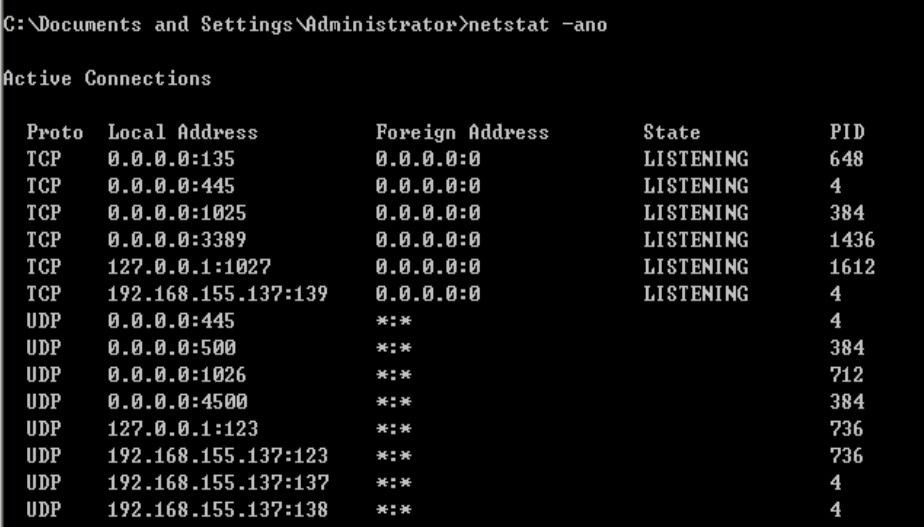 C:\Documents and Settings\Administrator>netstat -ano
Active Connections
Proto  Local Address          Foreign Address        State           PID
TCP    0.0.0.0:135            0.0.0.0:0              LISTENING       648
TCP    0.0.0.0:445            0.0.0.0:0              LISTENING       4
TCP    0.0.0.0:1025           0.0.0.0:0              LISTENING       384
TCP    0.0.0.0:3389           0.0.0.0:0              LISTENING       1436
TCP    127.0.0.1:1027         0.0.0.0:0              LISTENING       1612
TCP    192.168.155.137:139    0.0.0.0:0              LISTENING       4
UDP    0.0.0.0:445            *:*                                    4
UDP    0.0.0.0:500            *:*                                    384
UDP    0.0.0.0:1026           *:*                                    712
UDP    0.0.0.0:4500           *:*                                    384
UDP    127.0.0.1:123          *:*                                    736
UDP    192.168.155.137:123    *:*                                    736
UDP    192.168.155.137:137    *:*                                    4
UDP    192.168.155.137:138    *:*                                    4